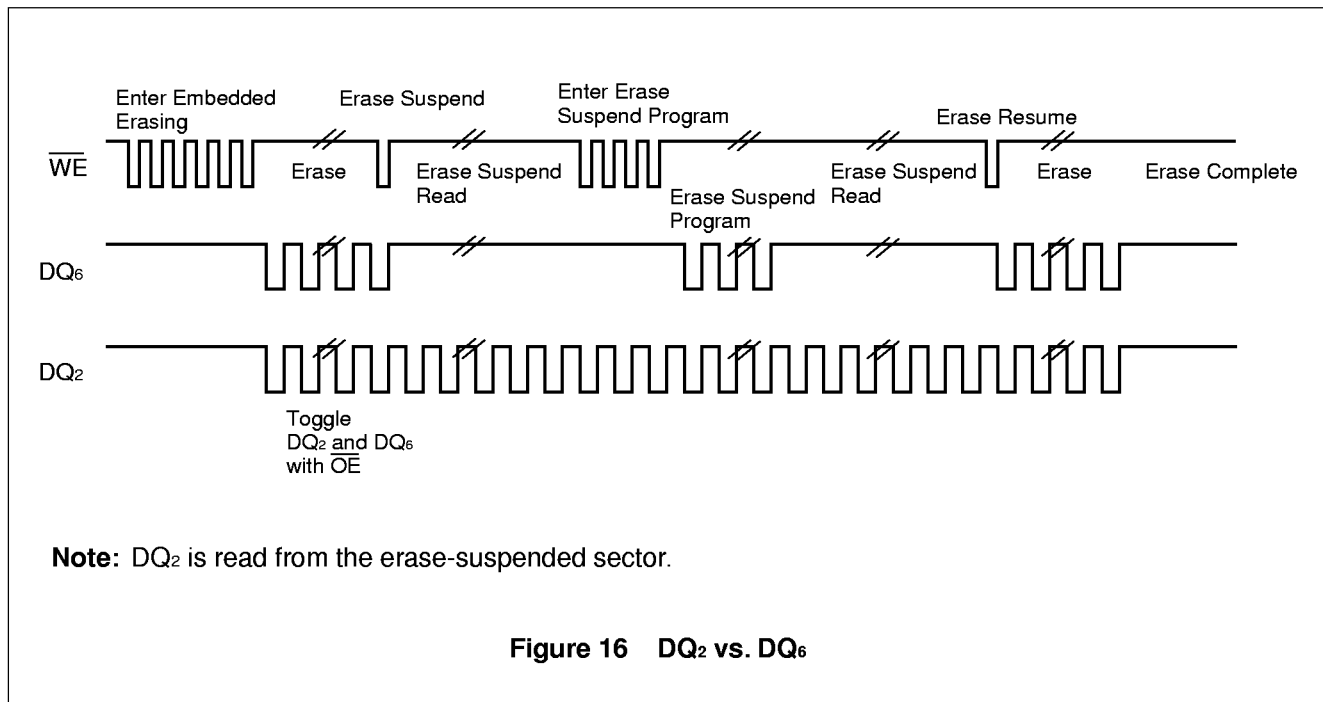 Enter Embedded
Erasing
Erase Suspend
Enter Erase
Suspend Program
Erase Resume
WE
Erase
Erase Suspend
Read
Erase Suspend
Program
Erase Suspend
Read
Erase
Erase Complete
DQ6
DQ2
Toggle
DQ2 and DQ6
with OE
Note: DQ2 is read from the erase-suspended sector.
Figure 16 DQ2 vs. DQ6